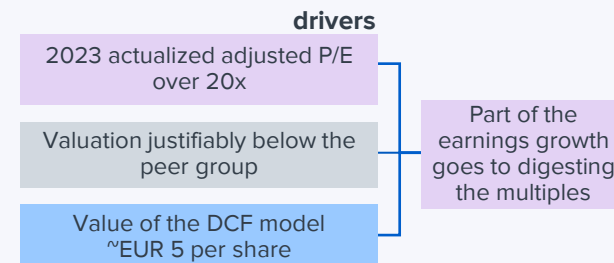 drivers
2023 actualized adjusted P/E
over 20x
Valuation justifiably below the
peer group
Value of the DCF model
~EUR 5 per share
Part of the
earnings growth
goes to digesting
the multiples